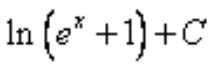 ln (e^x + 1) + C